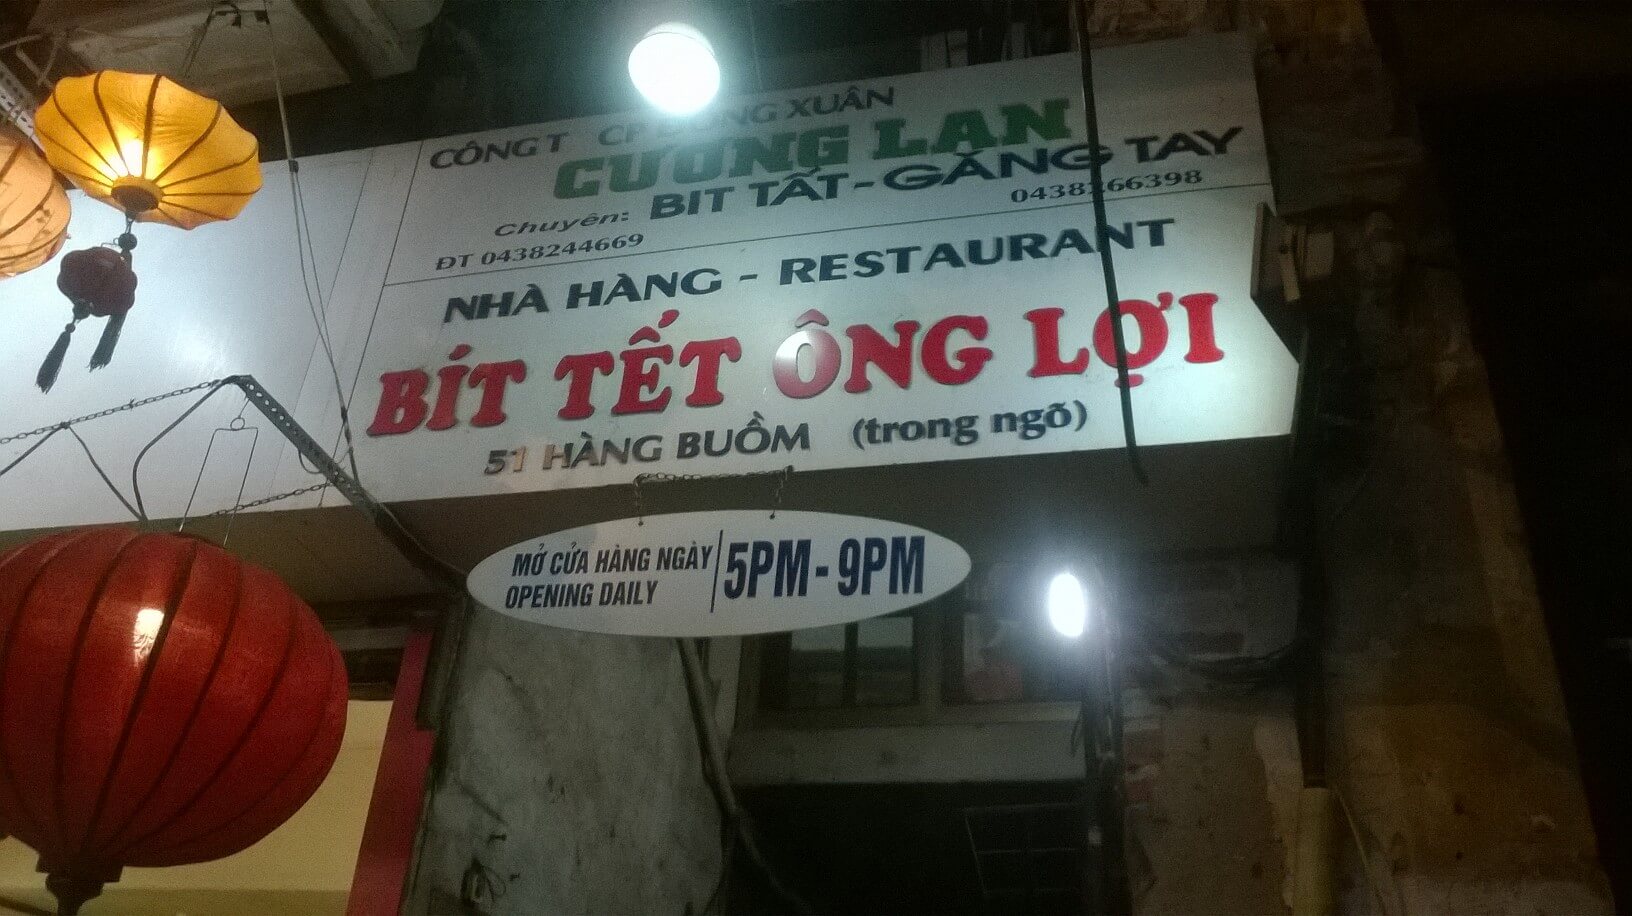 XUÂN
CƯƠNG LAN
Chuyên: BIT TẤT - GĂNG TAY
ĐT 0438244669 0438266398
NHÀ HÀNG - RESTAURANT
BÍT TẾT ÔNG LỢI
51 HÀNG BUỒM (trong ngõ)
MỞ CỬA HÀNG NGÀY
OPENING DAILY
5PM - 9PM